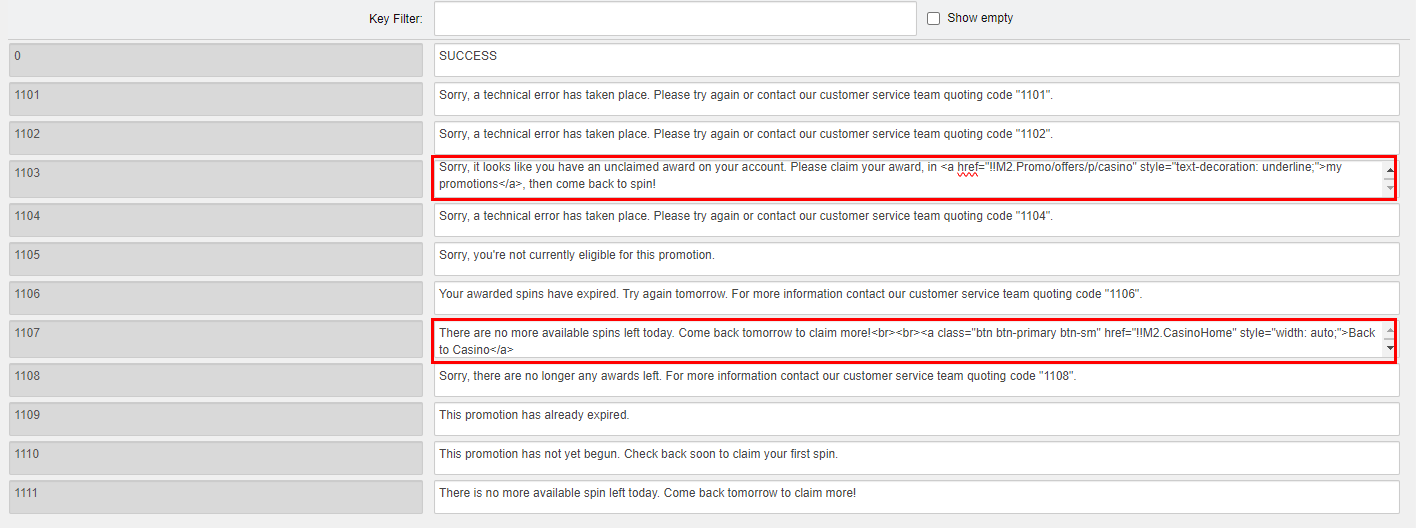 Key Filter:
Show empty
0
SUCCESS
1101
Sorry, a technical error has taken place. Please try again or contact our customer service team quoting code "1101".
1102
Sorry, a technical error has taken place. Please try again or contact our customer service team quoting code "1102".
1103
Sorry, it looks like you have an unclaimed award on your account. Please claim your award, in <a href="!!M2.Promo/offers/p/casino" style="text-decoration: underline;">my
promotions</a>, then come back to spin!
1104
Sorry, a technical error has taken place. Please try again or contact our customer service team quoting code "1104".
1105
Sorry, you're not currently eligible for this promotion.
1106
Your awarded spins have expired. Try again tomorrow. For more information contact our customer service team quoting code "1106".
1107
There are no more available spins left today. Come back tomorrow to claim more!<br><br><a class="btn btn-primary btn-sm" href="!!M2.CasinoHome" style="width: auto;">Back
to Casino</a>
1108
Sorry, there are no longer any awards left. For more information contact our customer service team quoting code "1108".
1109
This promotion has already expired.
1110
This promotion has not yet begun. Check back soon to claim your first spin.
1111
There is no more available spin left today. Come back tomorrow to claim more!